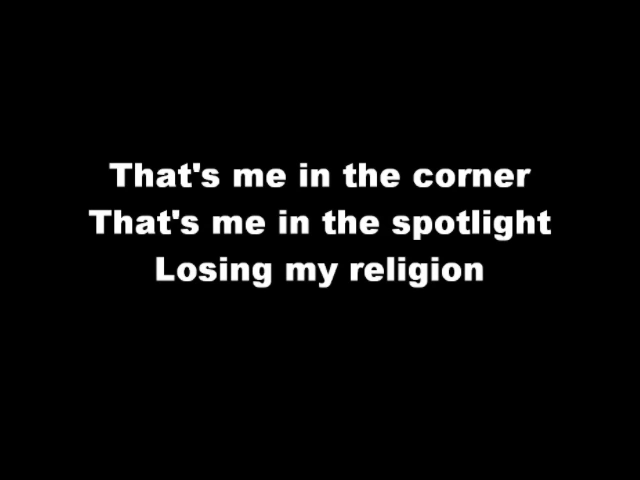 That's me in the corner
That's me in the spotlight
Losing my religion